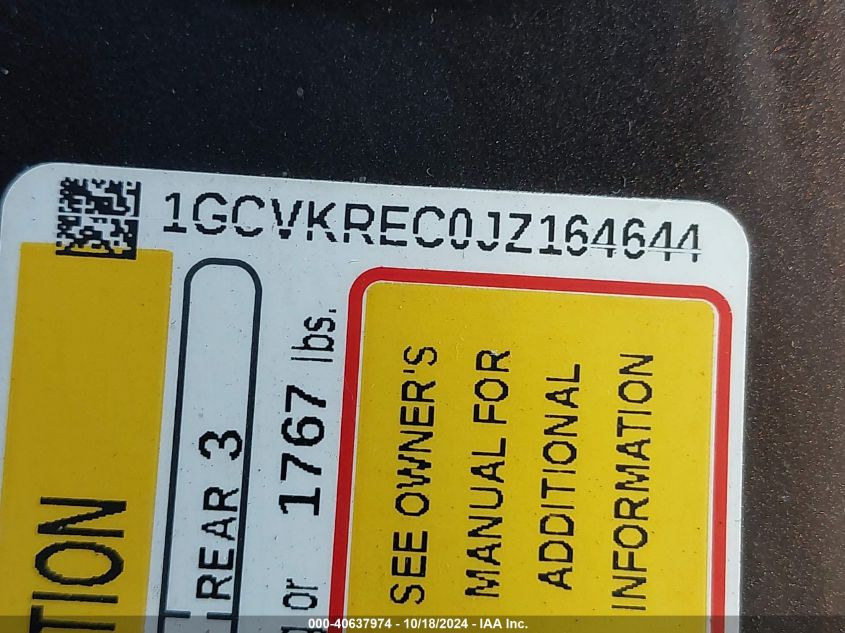 1GCVKREC0JZ164644
TION
REAR 3
or 1767 lbs.
SEE OWNER'S
MANUAL FOR
ADDITIONAL
INFORMATION
000-40637974 - 10/18/2024 - IAA Inc.